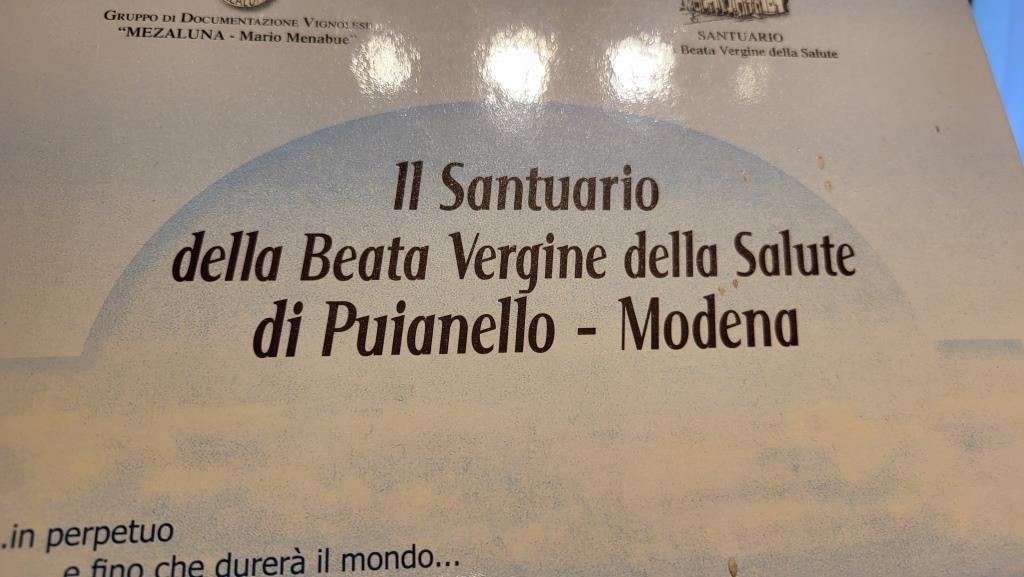 GRUPPO DI DOCUMENTAZIONE VIGNOLESE
"MEZALUNA - Mario Menabue"
SANTUARIO
Beata Vergine della Salute
Il Santuario
della Beata Vergine della Salute
di Puianello - Modena
...in perpetuo
e fino che durerà il mondo...